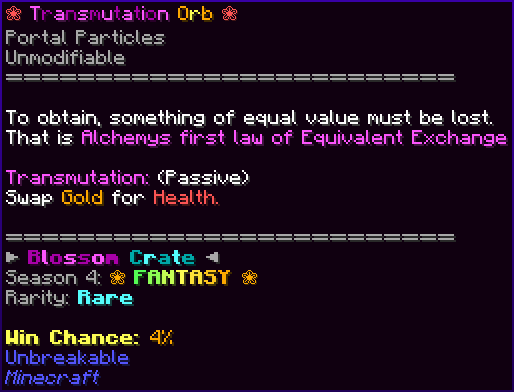 ❀ Transmutation Orb ❀
Portal Particles
Unmodifiable
==============================
To obtain, something of equal value must be lost.
That is Alchemys first law of Equivalent Exchange
Transmutation: (Passive)
Swap Gold for Health.
==============================
► Blossom Crate ◄
Season 4: ❀ FANTASY ❀
Rarity: Rare
Win Chance: 4%
Unbreakable
Minecraft